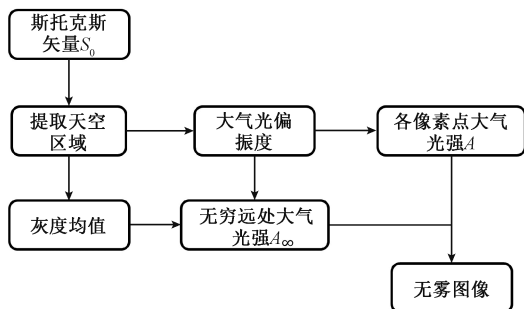 斯托克斯
矢量S₀
提取天空
区域
大气光偏
振度
各像素点大气
光强A
灰度均值
无穷远处大气
光强A∞
无雾图像